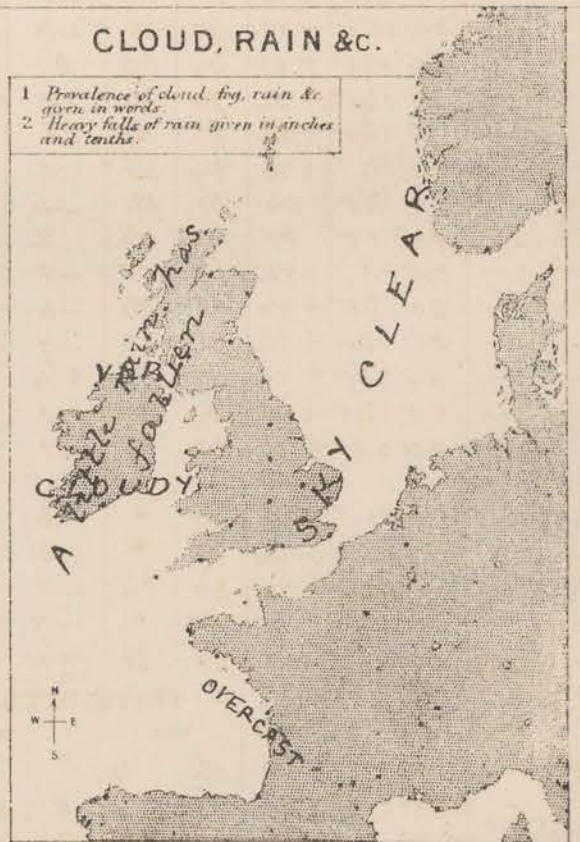 CLOUD, RAIN &c.
1 Prevalence of cloud, fog, rain &c.
given in words.
2 Heavy falls of rain given in inches
and tenths.
A little rain has
fallen
CLOUDY
SKY CLEAR
OVERCAST
N
W E
S